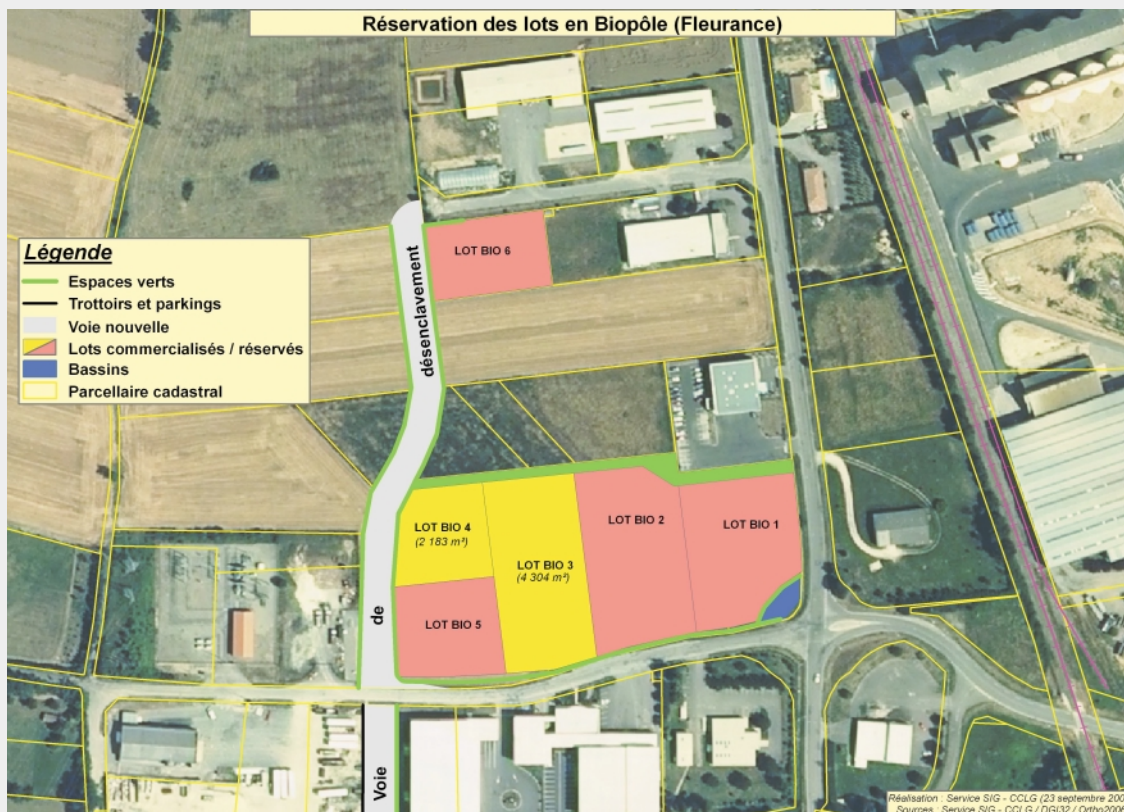 Réservation des lots en Biopôle (Fleurance)
Légende
Espaces verts
Trottoirs et parkings
Voie nouvelle
Lots commercialisés / réservés
Bassins
Parcellaire cadastral
LOT BIO 6
désenclavement
LOT BIO 4
(2 183 m²)
LOT BIO 3
(4 304 m²)
LOT BIO 2
LOT BIO 1
LOT BIO 5
de
Voie
Réalisation : Service SIG - CCLG (23 septembre 200
Sources : Service SIG - CCLG / DGI32 / Ortho2006